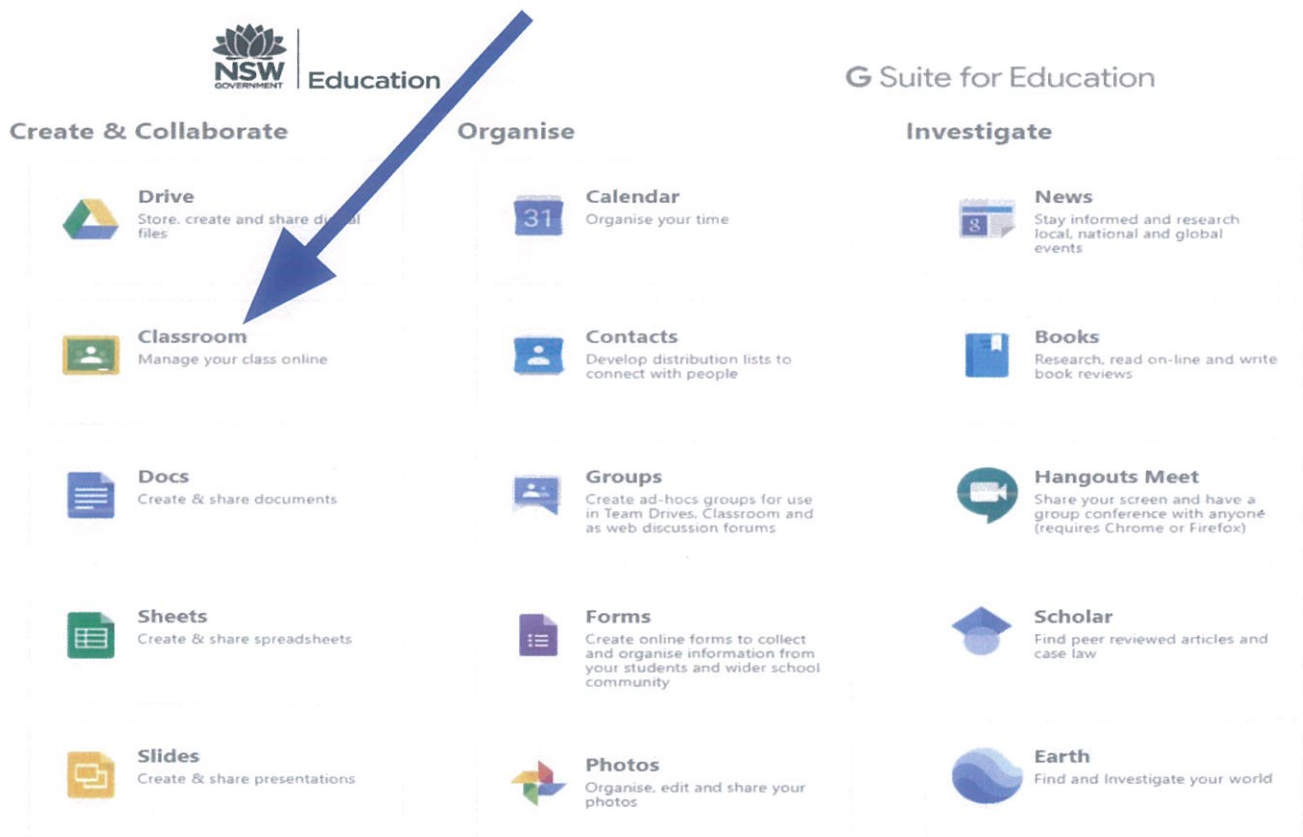 NSW
GOVERNMENT
Education
G Suite for Education
Create & Collaborate
Drive
Store, create and share
files
Classroom
Manage your class online
Docs
Create & share documents
Sheets
Create & share spreadsheets
Slides
Create & share presentations
Organise
Calendar
31
Organise your time
Contacts
Develop distribution lists to
connect with people
Groups
Create ad-hocs groups for use
in Team Drives, Classroom and
as web discussion forums
Forms
Create online forms to collect
and organise information from
your students and wider school
community
Photos
Organise, edit and share your
photos
Investigate
News
8
Stay informed and research
local, national and global
events
Books
Research, read on-line and write
book reviews
Hangouts Meet
Share your screen and have a
group conference with anyone
(requires Chrome or Firefox)
Scholar
Find peer reviewed articles and
case law
Earth
Find and Investigate your world